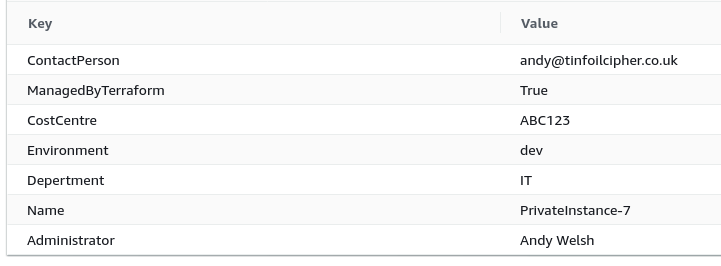 Key Value
ContactPerson andy@tinfoilcipher.co.uk
ManagedByTerraform True
CostCentre ABC123
Environment dev
Depertment IT
Name PrivateInstance-7
Administrator Andy Welsh